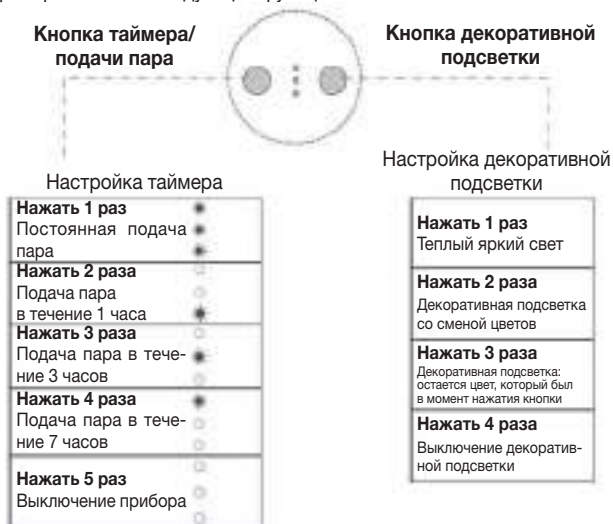 Кнопка таймера/
подачи пара
Кнопка декоративной
подсветки
Настройка таймера
Нажать 1 раз
Постоянная подача
пара
Нажать 2 раза
Подача пара
в течение 1 часа
Нажать 3 раза
Подача пара в тече-
ние 3 часов
Нажать 4 раза
Подача пара в тече-
ние 7 часов
Нажать 5 раз
Выключение прибора
Настройка декоративной
подсветки
Нажать 1 раз
Теплый яркий свет
Нажать 2 раза
Декоративная подсветка
со сменой цветов
Нажать 3 раза
Декоративная подсветка:
остается цвет, который был
в момент нажатия кнопки
Нажать 4 раза
Выключение декоратив-
ной подсветки